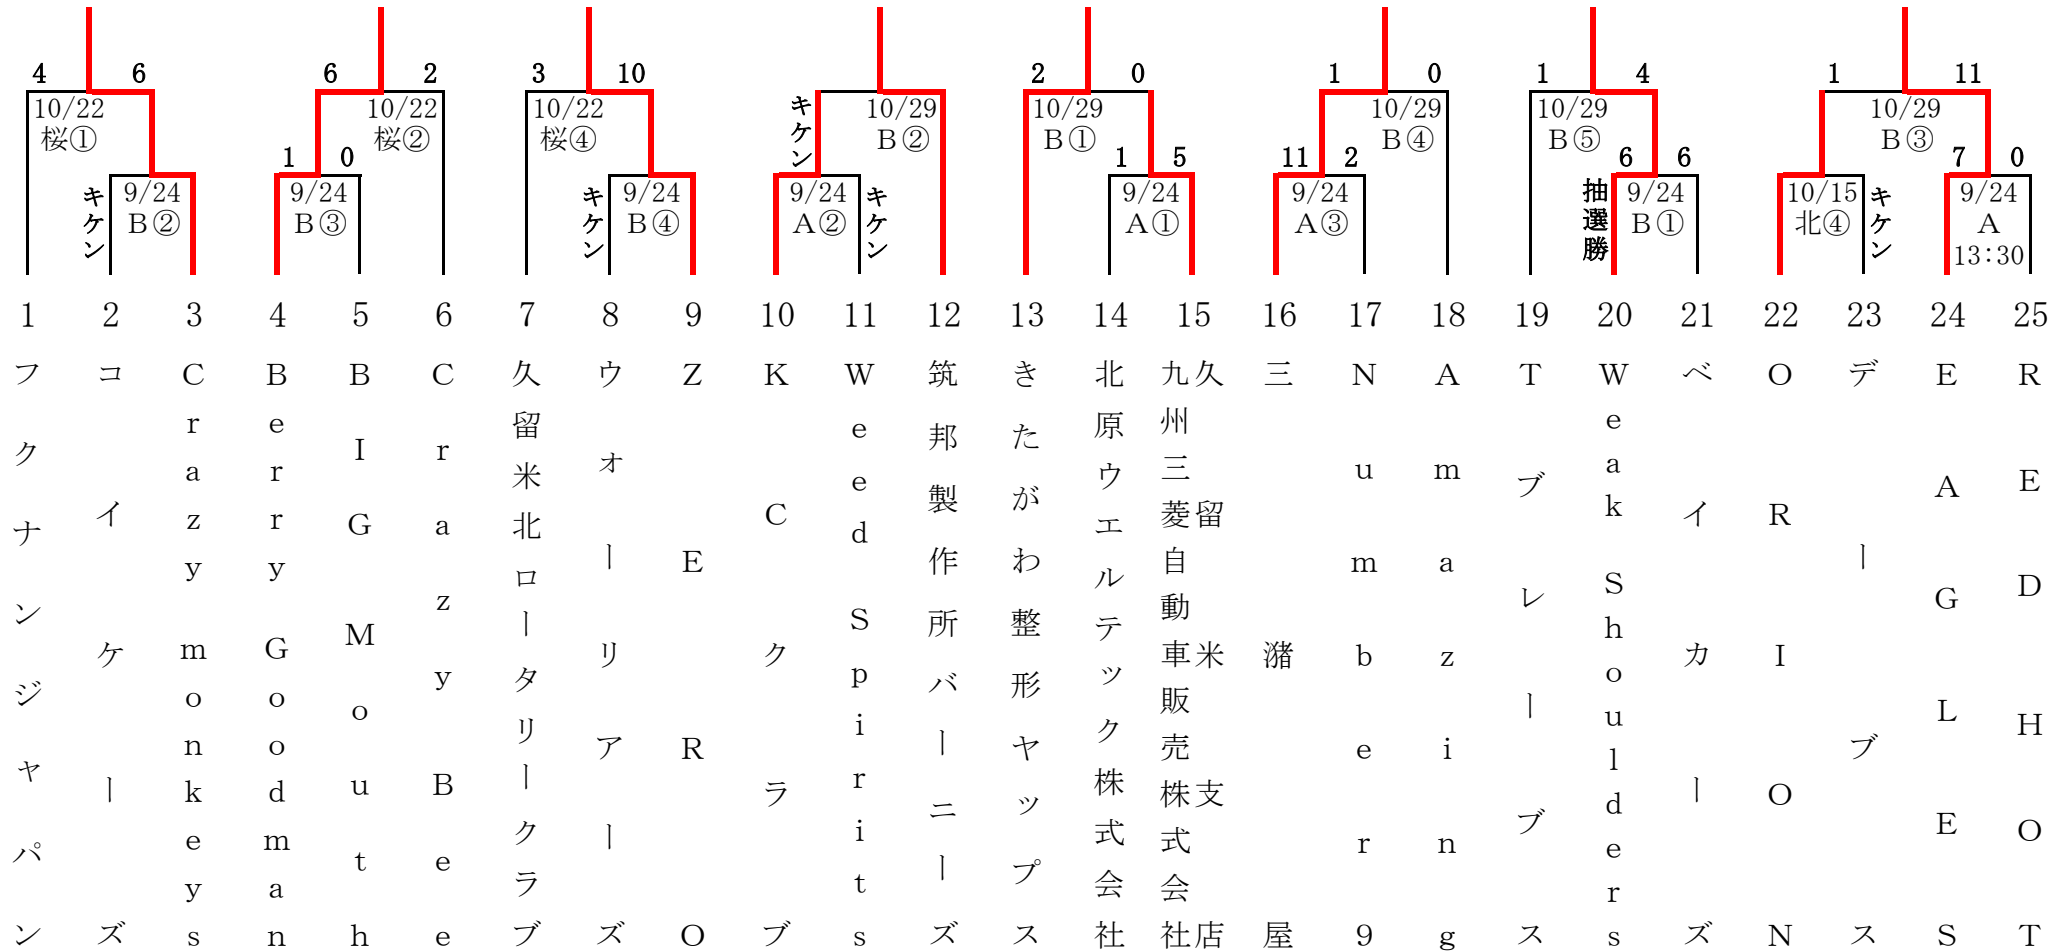 4 6 6 2 3 10 2 0 1 0 1 4 1 11
10/22 10/22 10/22 キケン 10/29 10/29 10/29 10/29 10/29
桜① 桜② 桜④ B② B① B④ B⑤ B③
1 0 1 5 11 2 6 6 7 0
キケン 9/24 9/24 キケン 9/24 9/24 キケン 9/24 9/24 抽選勝 9/24 10/15 キケン 9/24
B② B③ B④ A② A① A③ B① 北④ A
13:30
1 2 3 4 5 6 7 8 9 10 11 12 13 14 15 16 17 18 19 20 21 22 23 24 25
フクナンジャパン
コイケーズ
Crazy monkeys
Berry Goodman
BIG Mouth
Crazy Bee
久留米北ロータリークラブ
ウォーリアーズ
ZERO
KCクラブ
Weed Spirits
筑邦製作所バーニーズ
きたがわ整形ヤップス
北原ウエルテック株式会社
九州三菱自動車販売株式会社
久留米支店
三潴屋
Number9
Amazing
Tブレーブス
Weak Shoulders
ベイカーズ
ORION
デーブス
EAGLES
RED HOT